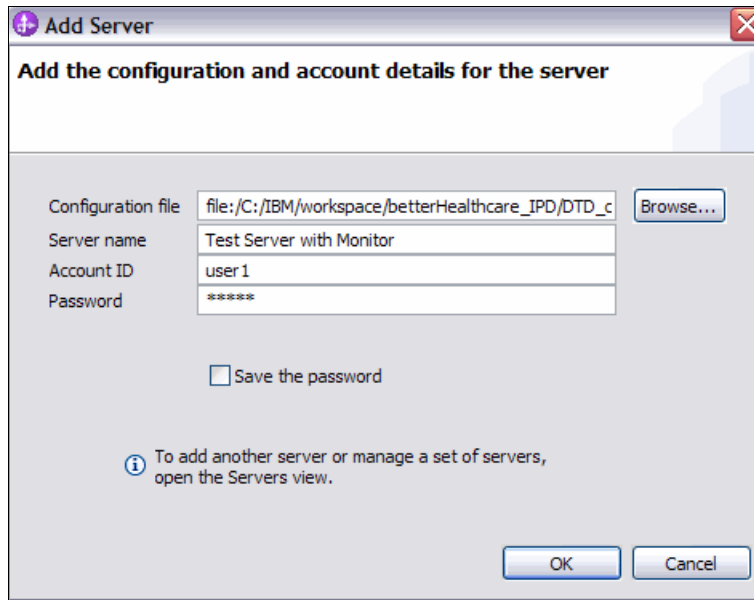 Add Server
Add the configuration and account details for the server
Configuration file file:/C:/IBM/workspace/betterHealthcare_IPD/DTD_c Browse...
Server name Test Server with Monitor
Account ID user1
Password *****
Save the password
To add another server or manage a set of servers,
open the Servers view.
OK Cancel